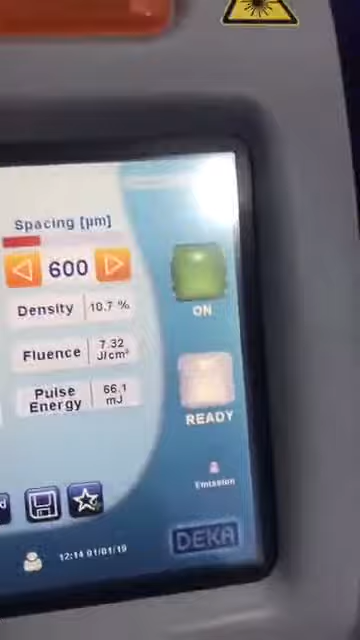 Spacing [µm]
600
Density 10.7 %
ON
Fluence 7.32 J/cm²
Pulse Energy 66.1 mJ
READY
Emission
DEKA
12:14 01/01/19